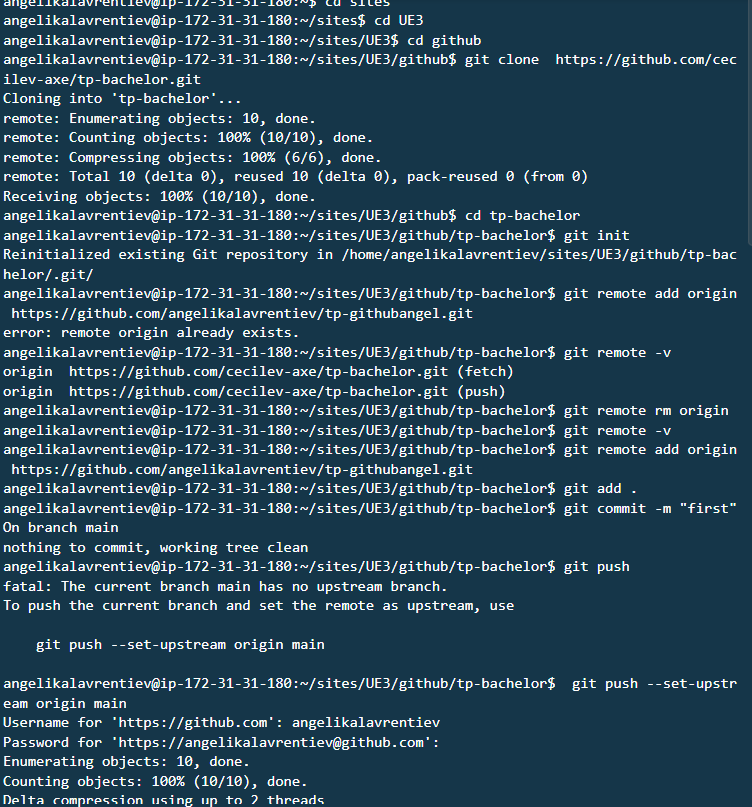 angelikalavrentiev@ip-172-31-31-180:~$ cd sites
angelikalavrentiev@ip-172-31-31-180:~/sites$ cd UE3
angelikalavrentiev@ip-172-31-31-180:~/sites/UE3$ cd github
angelikalavrentiev@ip-172-31-31-180:~/sites/UE3/github$ git clone  https://github.com/cec
ilev-axe/tp-bachelor.git
Cloning into 'tp-bachelor'...
remote: Enumerating objects: 10, done.
remote: Counting objects: 100% (10/10), done.
remote: Compressing objects: 100% (6/6), done.
remote: Total 10 (delta 0), reused 10 (delta 0), pack-reused 0 (from 0)
Receiving objects: 100% (10/10), done.
angelikalavrentiev@ip-172-31-31-180:~/sites/UE3/github$ cd tp-bachelor
angelikalavrentiev@ip-172-31-31-180:~/sites/UE3/github/tp-bachelor$ git init
Reinitialized existing Git repository in /home/angelikalavrentiev/sites/UE3/github/tp-bac
helor/.git/
angelikalavrentiev@ip-172-31-31-180:~/sites/UE3/github/tp-bachelor$ git remote add origin
 https://github.com/angelikalavrentiev/tp-githubangel.git
error: remote origin already exists.
angelikalavrentiev@ip-172-31-31-180:~/sites/UE3/github/tp-bachelor$ git remote -v
origin  https://github.com/cecilev-axe/tp-bachelor.git (fetch)
origin  https://github.com/cecilev-axe/tp-bachelor.git (push)
angelikalavrentiev@ip-172-31-31-180:~/sites/UE3/github/tp-bachelor$ git remote rm origin
angelikalavrentiev@ip-172-31-31-180:~/sites/UE3/github/tp-bachelor$ git remote -v
angelikalavrentiev@ip-172-31-31-180:~/sites/UE3/github/tp-bachelor$ git remote add origin
 https://github.com/angelikalavrentiev/tp-githubangel.git
angelikalavrentiev@ip-172-31-31-180:~/sites/UE3/github/tp-bachelor$ git add .
angelikalavrentiev@ip-172-31-31-180:~/sites/UE3/github/tp-bachelor$ git commit -m "first"
On branch main
nothing to commit, working tree clean
angelikalavrentiev@ip-172-31-31-180:~/sites/UE3/github/tp-bachelor$ git push
fatal: The current branch main has no upstream branch.
To push the current branch and set the remote as upstream, use

    git push --set-upstream origin main

angelikalavrentiev@ip-172-31-31-180:~/sites/UE3/github/tp-bachelor$  git push --set-upstr
eam origin main
Username for 'https://github.com': angelikalavrentiev
Password for 'https://angelikalavrentiev@github.com':
Enumerating objects: 10, done.
Counting objects: 100% (10/10), done.
Delta compression using up to 2 threads